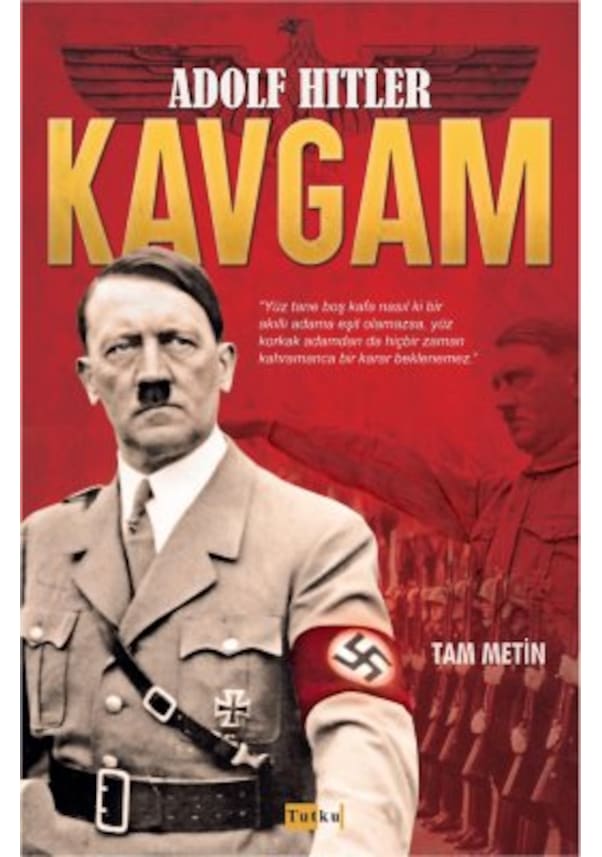 ADOLF HITLER
KAVGAM
"Yüz tane boş kafa nasıl ki bir
akıllı adama eşit olamazsa, yüz
korkak adamdan da hiçbir zaman
kahramanca bir karar beklenemez."
TAM METİN
Tutku